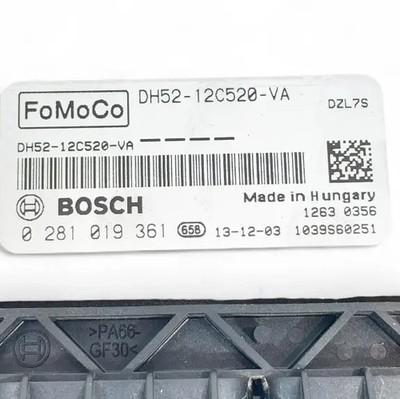 FoMoCo DH52-12C520-VA
DZL7S
DH52-12C520-VA ————
BOSCH Made in Hungary
1263 0356
0 281 019 361 658 13-12-03 1039S60251
>PA66-
GF30<